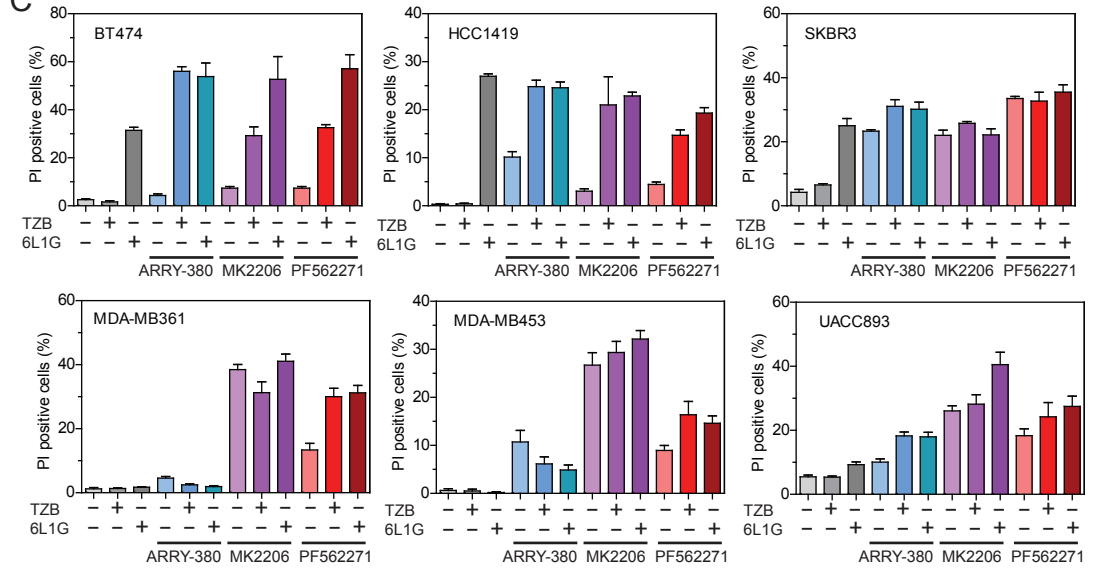 C
BT474
PI positive cells (%)
80
60
40
20
0
TZB – + – – + – – + – – + –
6L1G – – + – – + – – + – – +
ARRY-380 MK2206 PF562271
HCC1419
PI positive cells (%)
40
30
20
10
0
TZB – + – – + – – + – – + –
6L1G – – + – – + – – + – – +
ARRY-380 MK2206 PF562271
SKBR3
PI positive cells (%)
60
40
20
0
TZB – + – – + – – + – – + –
6L1G – – + – – + – – + – – +
ARRY-380 MK2206 PF562271
MDA-MB361
PI positive cells (%)
60
40
20
0
TZB – + – – + – – + – – + –
6L1G – – + – – + – – + – – +
ARRY-380 MK2206 PF562271
MDA-MB453
PI positive cells (%)
40
30
20
10
0
TZB – + – – + – – + – – + –
6L1G – – + – – + – – + – – +
ARRY-380 MK2206 PF562271
UACC893
PI positive cells (%)
60
40
20
0
TZB – + – – + – – + – – + –
6L1G – – + – – + – – + – – +
ARRY-380 MK2206 PF562271